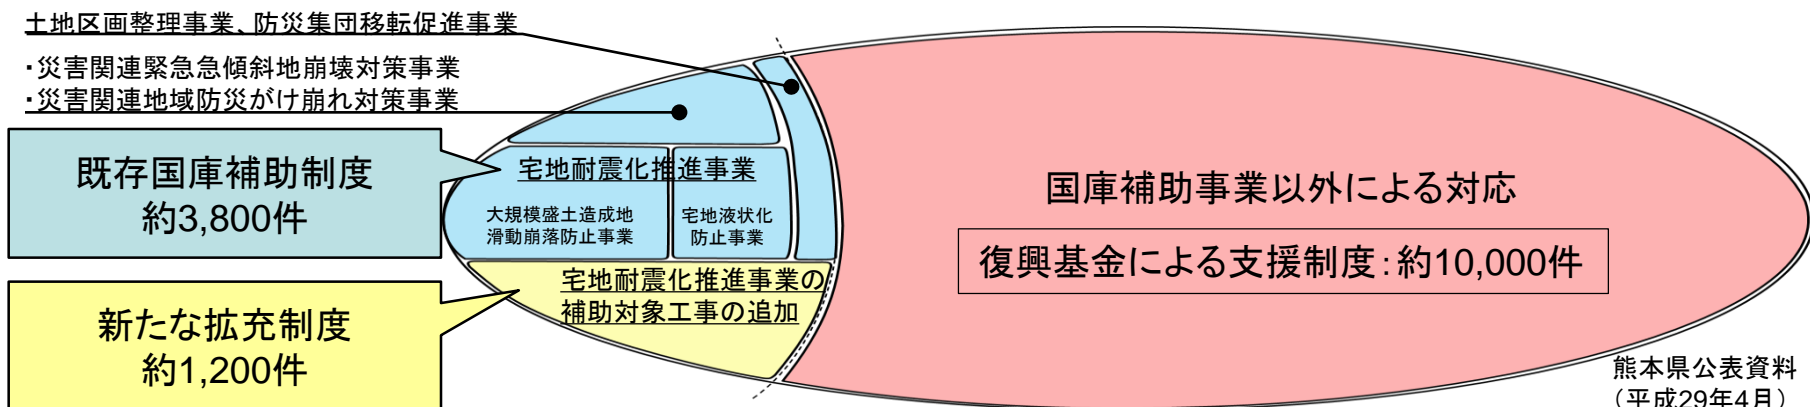 土地区画整理事業、防災集団移転促進事業
・災害関連緊急急傾斜地崩壊対策事業
・災害関連地域防災がけ崩れ対策事業
既存国庫補助制度
約3,800件
宅地耐震化推進事業
大規模盛土造成地
滑動崩落防止事業
宅地液状化
防止事業
新たな拡充制度
約1,200件
宅地耐震化推進事業の
補助対象工事の追加
国庫補助事業以外による対応
復興基金による支援制度：約10,000件
熊本県公表資料
（平成29年4月）